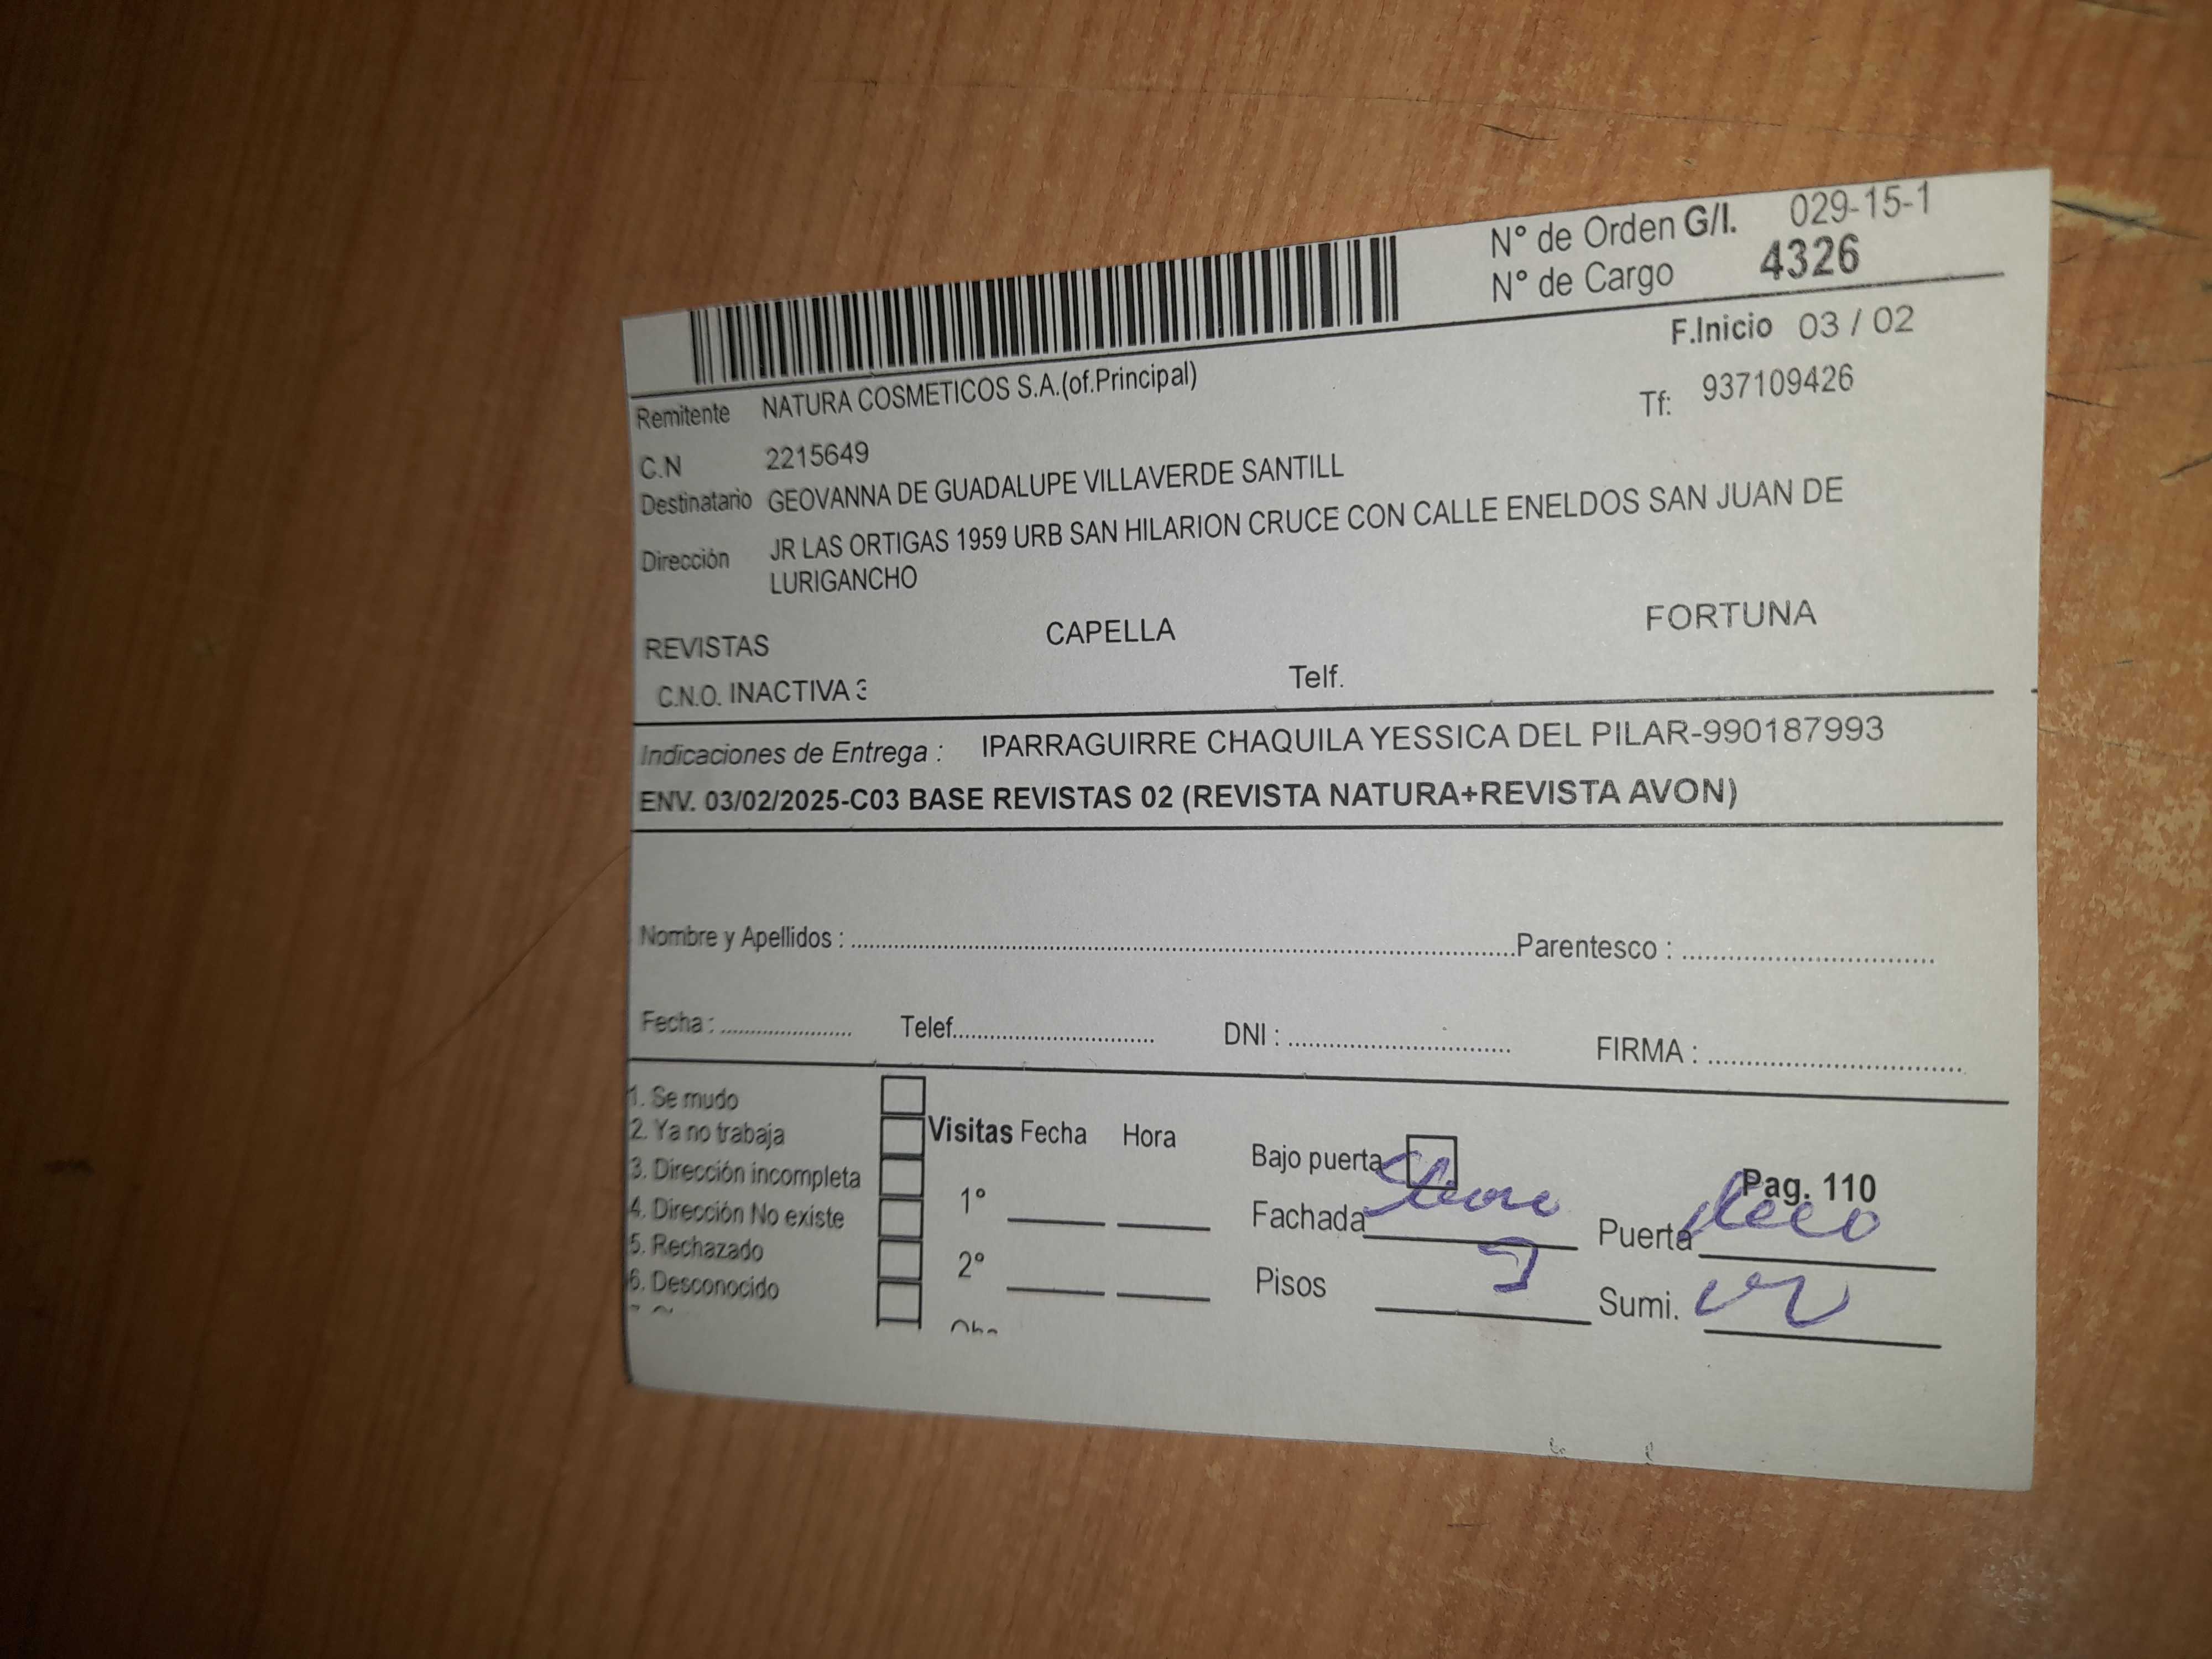 N° de Orden G/I. 029-15-1
N° de Cargo 4326
F.Inicio 03 / 02
Remitente NATURA COSMETICOS S.A.(of.Principal)
Tf: 937109426
C.N 2215649
Destinatario GEOVANNA DE GUADALUPE VILLAVERDE SANTILL
Dirección JR LAS ORTIGAS 1959 URB SAN HILARION CRUCE CON CALLE ENELDOS SAN JUAN DE
LURIGANCHO
REVISTAS CAPELLA FORTUNA
C.N.O. INACTIVA 3 Telf.
Indicaciones de Entrega : IPARRAGUIRRE CHAQUILA YESSICA DEL PILAR-990187993
ENV. 03/02/2025-C03 BASE REVISTAS 02 (REVISTA NATURA+REVISTA AVON)
Nombre y Apellidos : Parentesco :
Fecha : Telef. DNI : FIRMA :
1. Se mudo
2. Ya no trabaja
3. Dirección incompleta
4. Dirección No existe
5. Rechazado
6. Desconocido
Visitas Fecha Hora
1°
2°
Bajo puerta
Pag. 110
Fachada
Puerta
Pisos
Sumi.